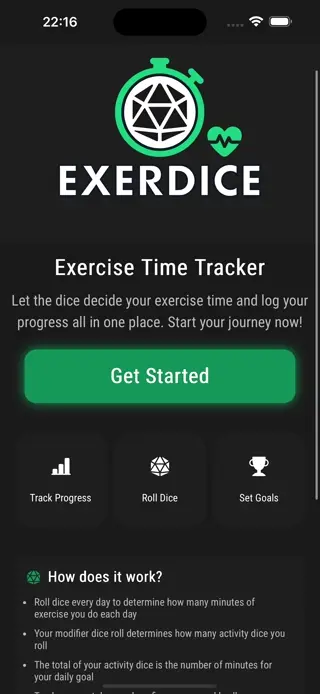 22:16
EXERDICE
Exercise Time Tracker
Let the dice decide your exercise time and log your
progress all in one place. Start your journey now!
Get Started
Track Progress
Roll Dice
Set Goals
How does it work?
• Roll dice every day to determine how many minutes of
exercise you do each day
• Your modifier dice roll determines how many activity dice you
roll
• The total of your activity dice is the number of minutes for
your daily goal